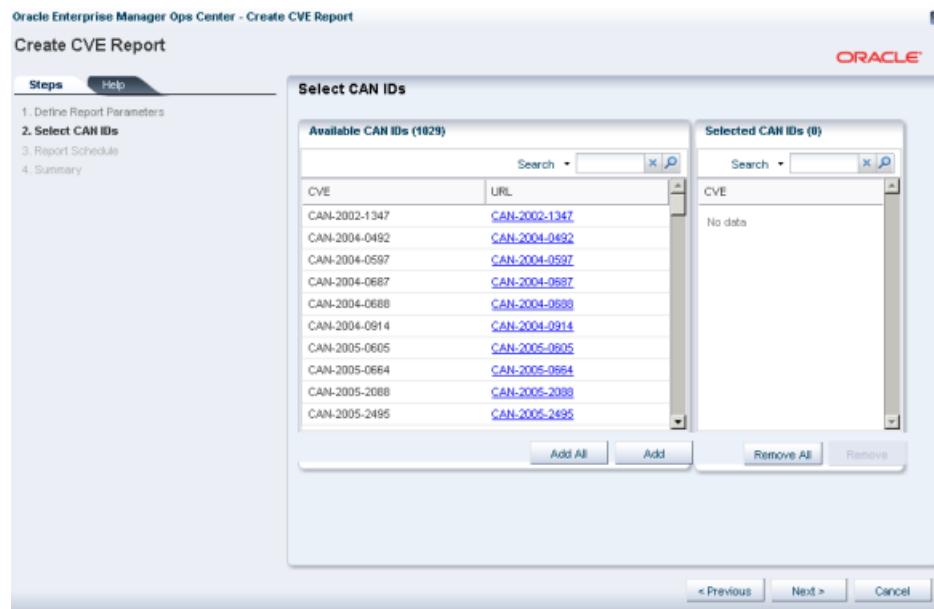 Oracle Enterprise Manager Ops Center - Create CVE Report
Create CVE Report
ORACLE
Steps Help
1. Define Report Parameters
2. Select CAN IDs
3. Report Schedule
4. Summary
Select CAN IDs
Available CAN IDs (1029)
Search
CVE URL
CAN-2002-1347 CAN-2002-1347
CAN-2004-0492 CAN-2004-0492
CAN-2004-0597 CAN-2004-0597
CAN-2004-0687 CAN-2004-0687
CAN-2004-0688 CAN-2004-0688
CAN-2004-0914 CAN-2004-0914
CAN-2005-0605 CAN-2005-0605
CAN-2005-0664 CAN-2005-0664
CAN-2005-2088 CAN-2005-2088
CAN-2005-2495 CAN-2005-2495
Add All Add
Selected CAN IDs (0)
Search
CVE
No data
Remove All Remove
< Previous Next > Cancel